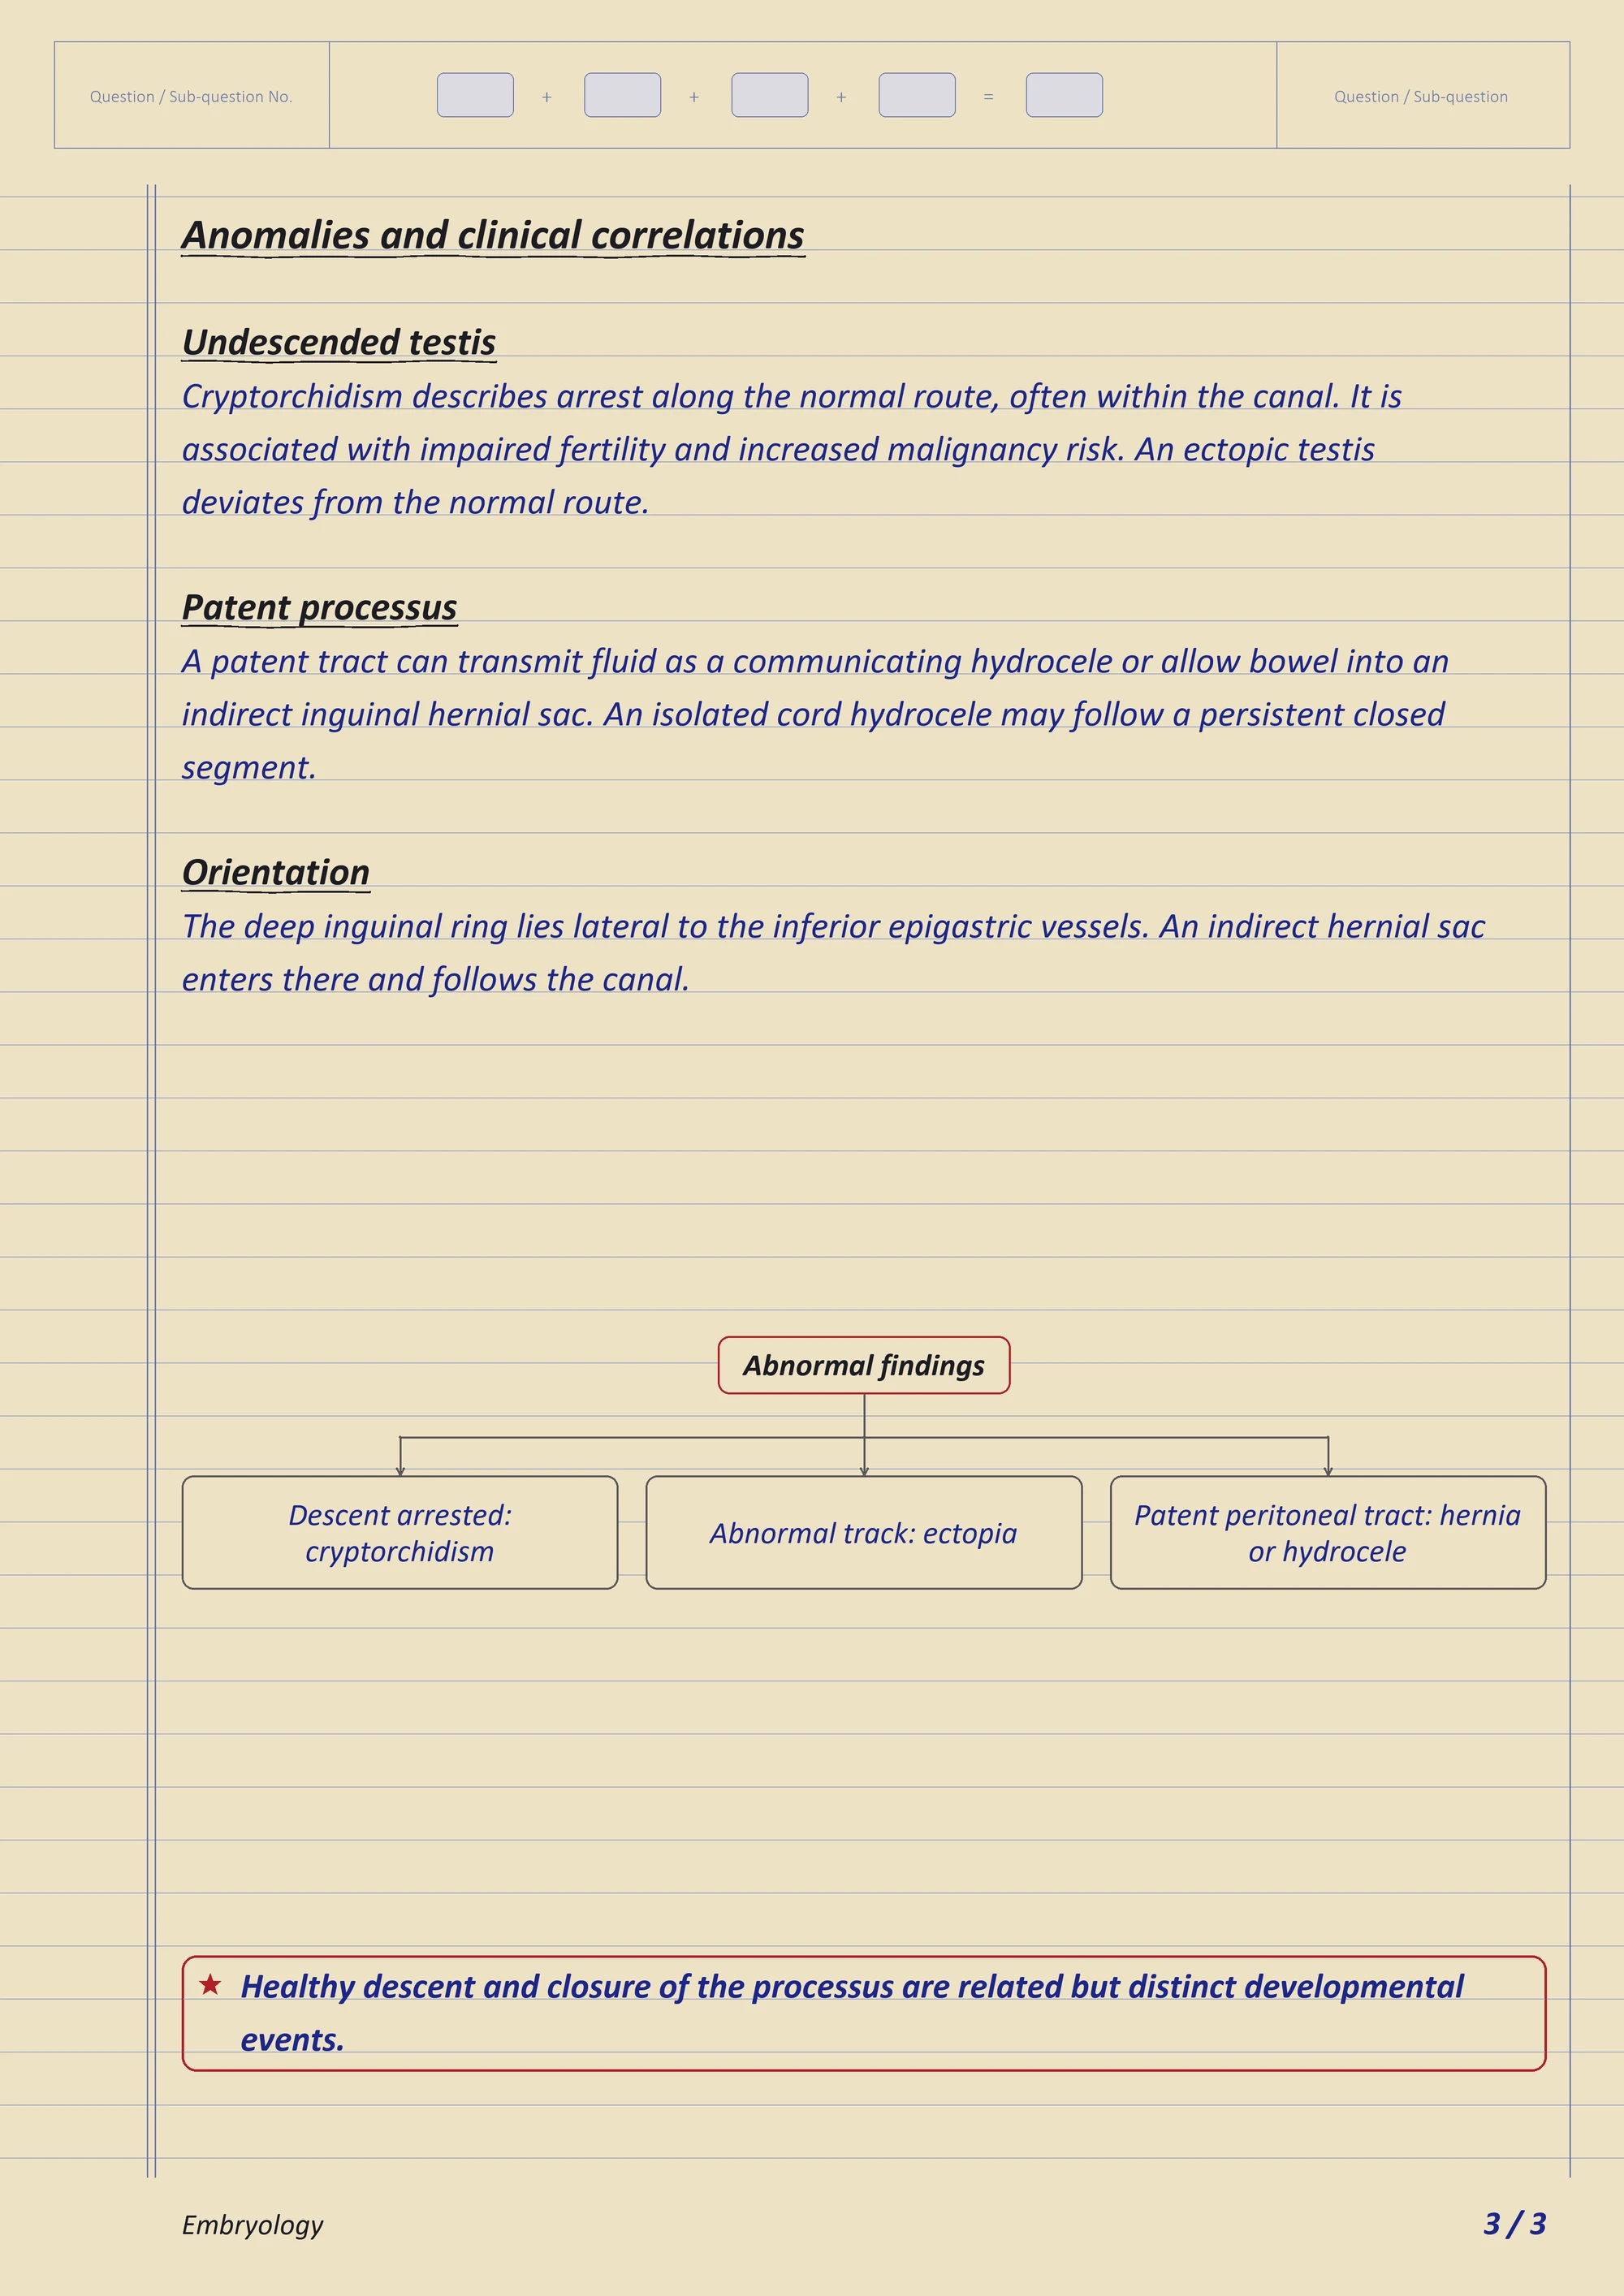 Question / Sub-question No.
+ + + =
Question / Sub-question
Anomalies and clinical correlations
Undescended testis
Cryptorchidism describes arrest along the normal route, often within the canal. It is
associated with impaired fertility and increased malignancy risk. An ectopic testis
deviates from the normal route.
Patent processus
A patent tract can transmit fluid as a communicating hydrocele or allow bowel into an
indirect inguinal hernial sac. An isolated cord hydrocele may follow a persistent closed
segment.
Orientation
The deep inguinal ring lies lateral to the inferior epigastric vessels. An indirect hernial sac
enters there and follows the canal.
Abnormal findings
Descent arrested:
cryptorchidism
Abnormal track: ectopia
Patent peritoneal tract: hernia
or hydrocele
★ Healthy descent and closure of the processus are related but distinct developmental
events.
Embryology
3 / 3